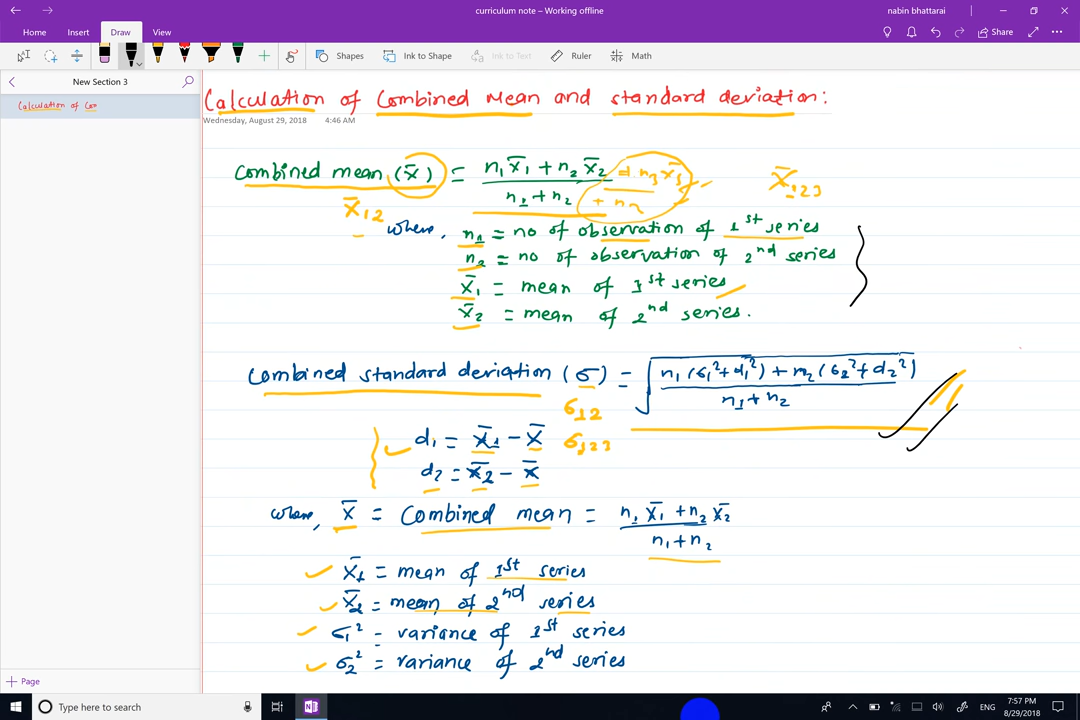 curriculum note – Working offline
nabin bhattarai
Home Insert Draw View
Share
Shapes Ink to Shape Ink to Text Ruler Math
New Section 3
Calculation of Com
Calculation of Combined Mean and standard deviation:
Wednesday, August 29, 2018 4:46 AM
Combined mean (x̄) = (n₁x̄₁ + n₂x̄₂ + n₃x̄₃)/(n₁ + n₂ + n₃)
x̄₁₂₃
x̄₁₂
where, n₁ = no of observation of 1st series
n₂ = no of observation of 2nd series
x̄₁ = mean of 1st series
x̄₂ = mean of 2nd series.
Combined standard deviation (σ) = √((n₁(σ₁²+d₁²) + n₂(σ₂²+d₂²))/(n₁+n₂))
σ₁₂
d₁ = x̄₁ – x̄ σ₁₂₃
d₂ = x̄₂ – x̄
where, x̄ = Combined mean = (n₁x̄₁ + n₂x̄₂)/(n₁+n₂)
x̄₁ = mean of 1st series
x̄₂ = mean of 2nd series
σ₁² = variance of 1st series
σ₂² = variance of 2nd series
+ Page
Type here to search
ENG
7:57 PM
8/29/2018